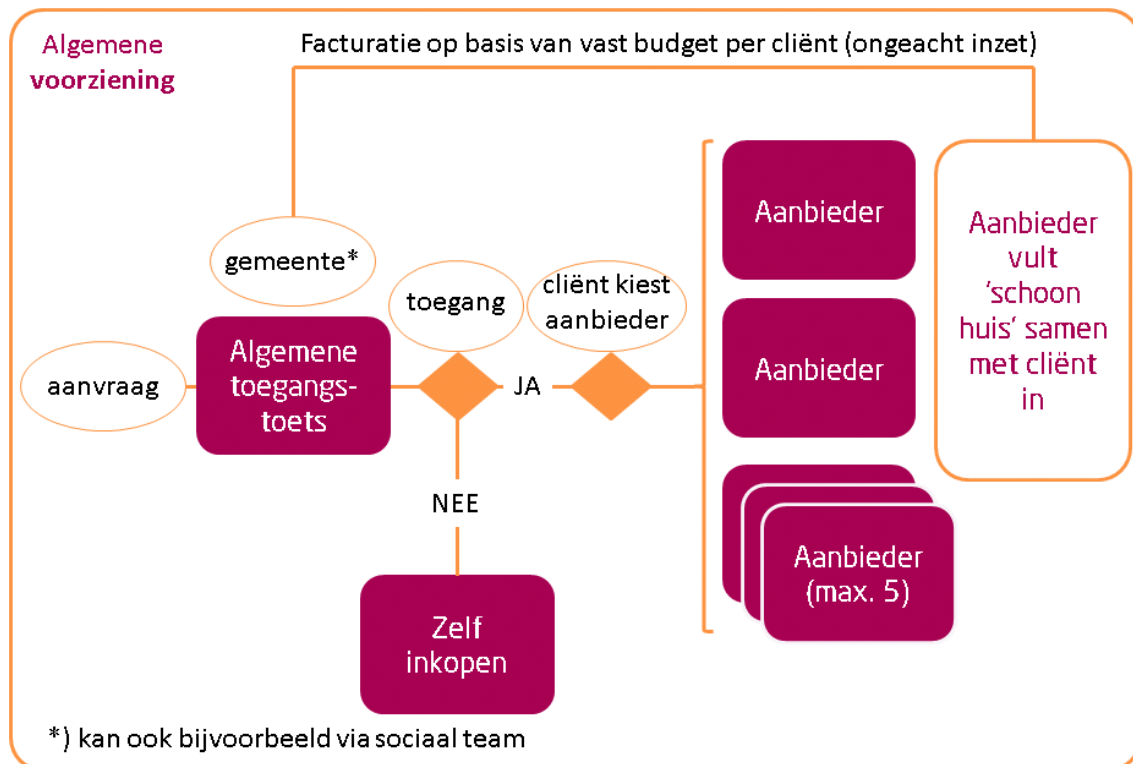 Algemene
voorziening
Facturatie op basis van vast budget per cliënt (ongeacht inzet)
gemeente*
aanvraag
Algemene
toegangs-
toets
toegang
JA
NEE
Zelf
inkopen
cliënt kiest
aanbieder
Aanbieder
Aanbieder
Aanbieder
(max. 5)
Aanbieder
vult
‘schoon
huis’ samen
met cliënt
in
*) kan ook bijvoorbeeld via sociaal team